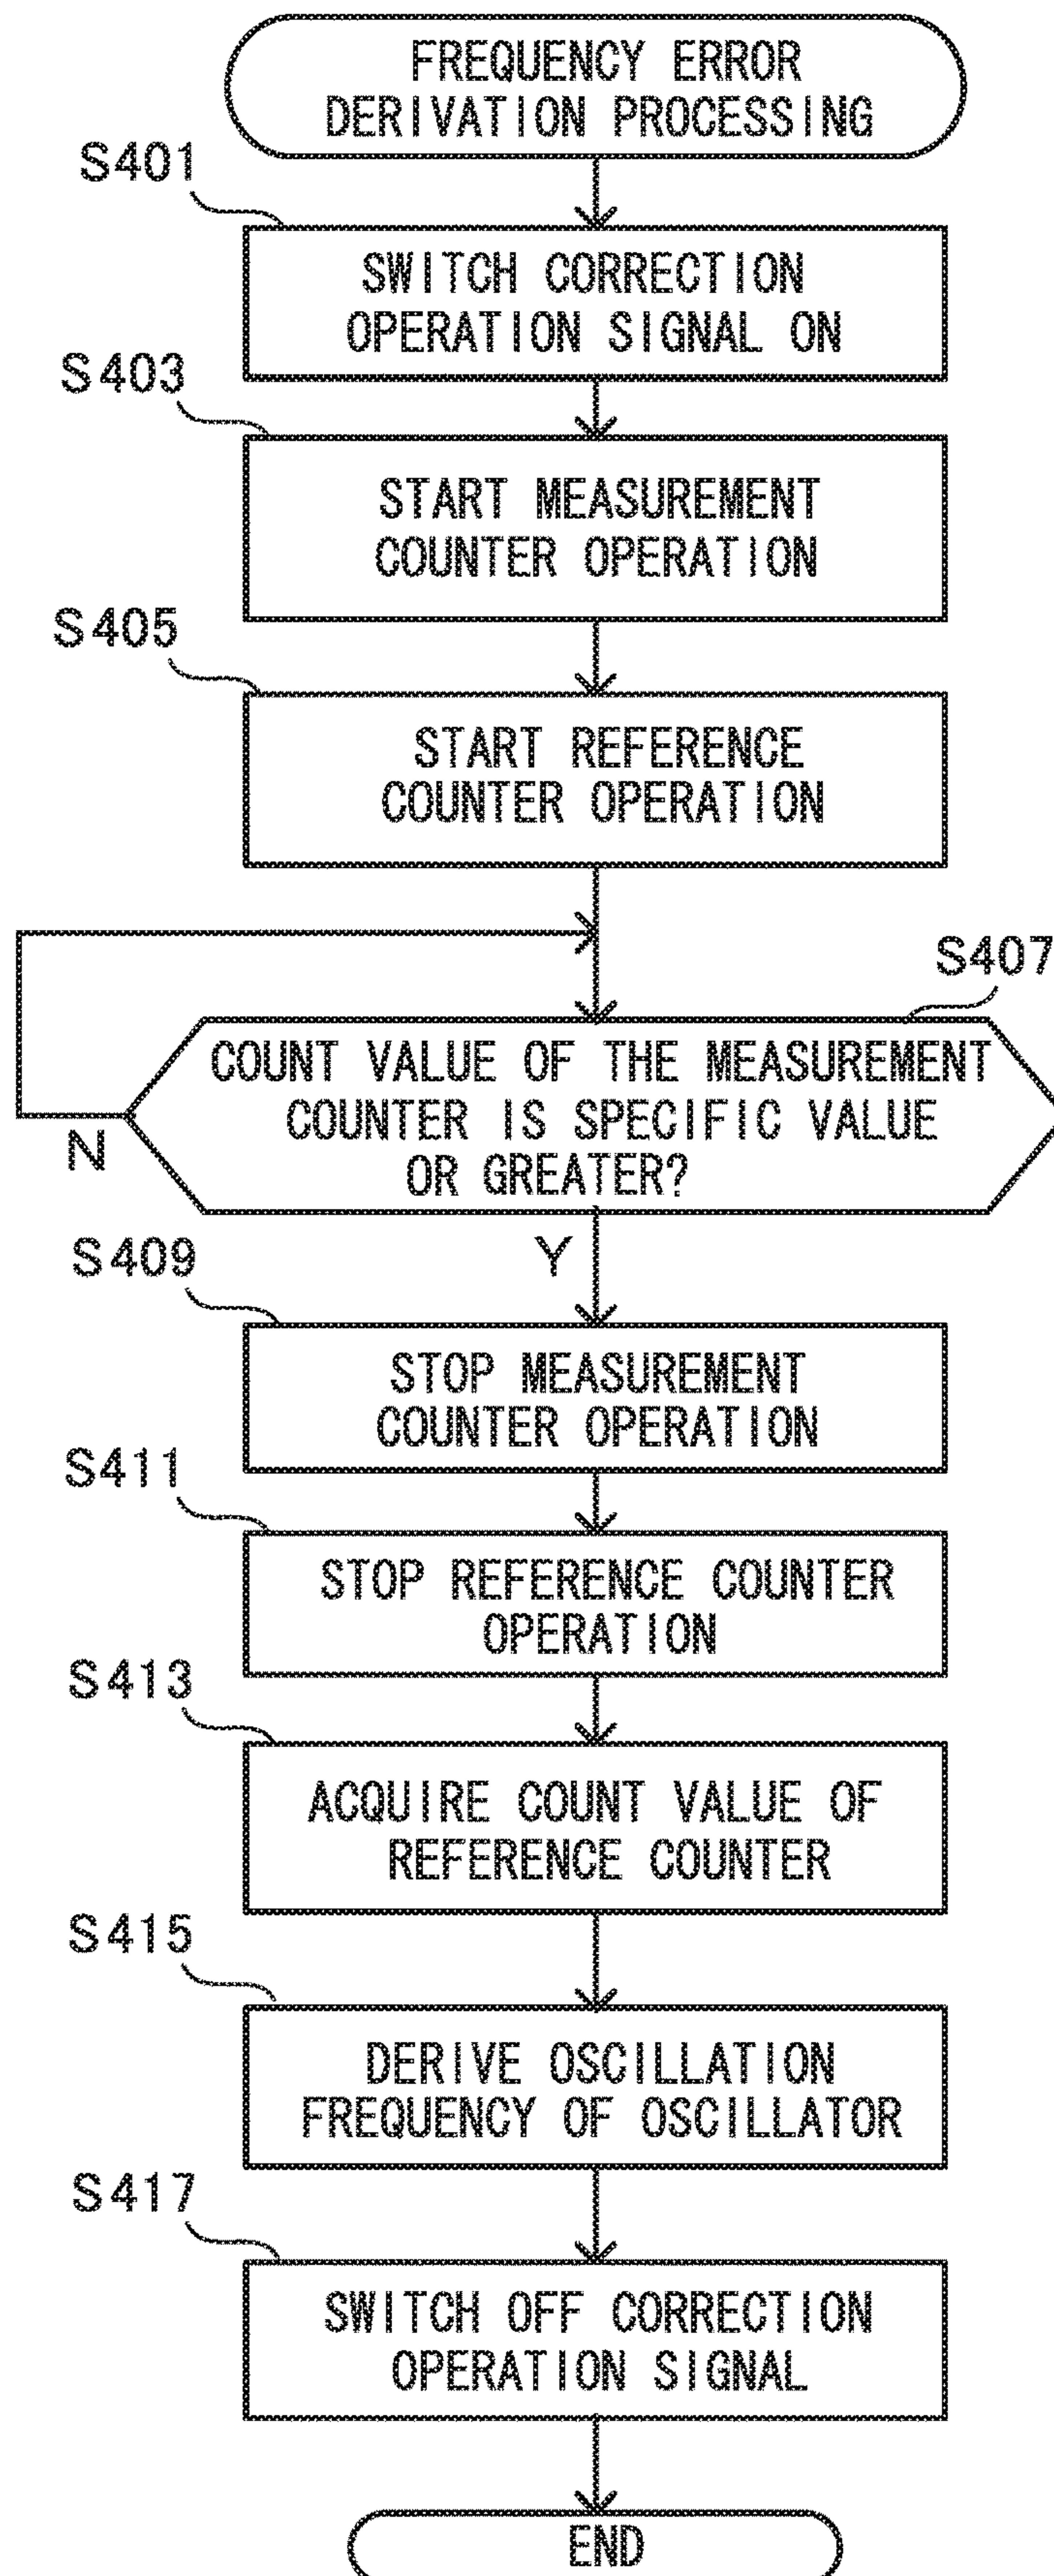 FREQUENCY ERROR
DERIVATION PROCESSING
S401
SWITCH CORRECTION
OPERATION SIGNAL ON
S403
START MEASUREMENT
COUNTER OPERATION
S405
START REFERENCE
COUNTER OPERATION
S407
COUNT VALUE OF THE MEASUREMENT
COUNTER IS SPECIFIC VALUE
OR GREATER?
N
Y
S409
STOP MEASUREMENT
COUNTER OPERATION
S411
STOP REFERENCE COUNTER
OPERATION
S413
ACQUIRE COUNT VALUE OF
REFERENCE COUNTER
S415
DERIVE OSCILLATION
FREQUENCY OF OSCILLATOR
S417
SWITCH OFF CORRECTION
OPERATION SIGNAL
END